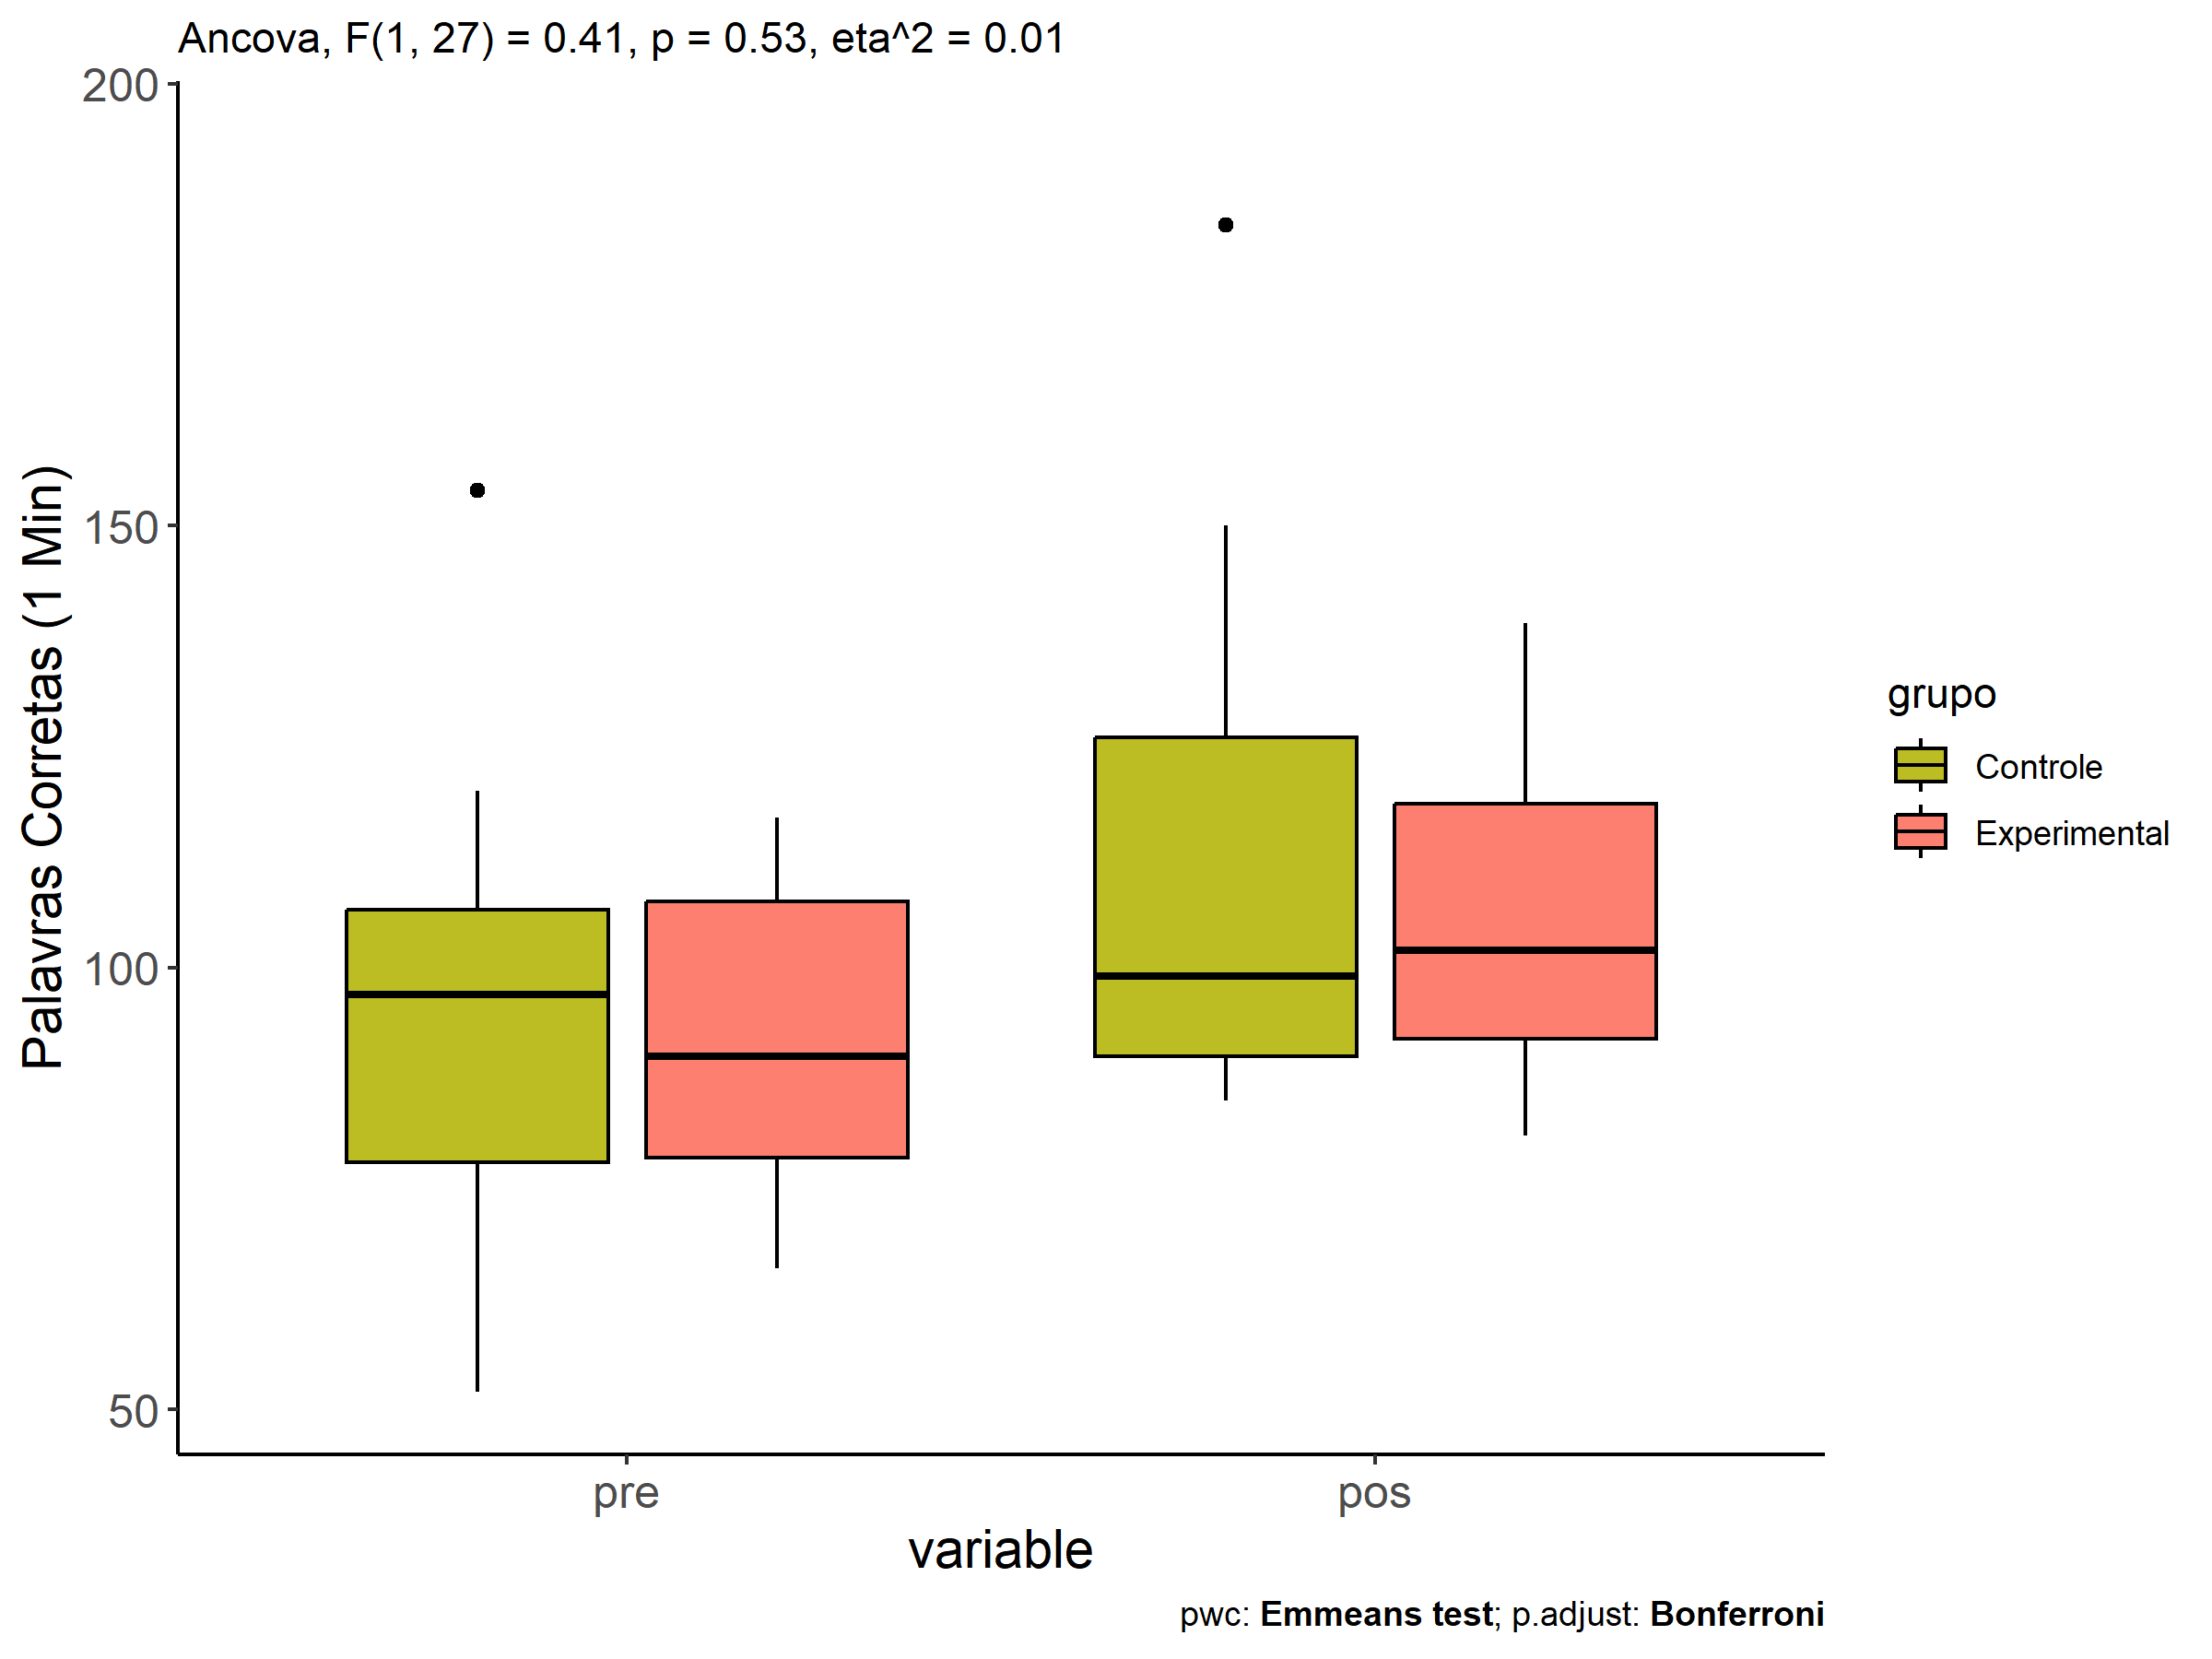 Ancova, F(1, 27) = 0.41, p = 0.53, eta^2 = 0.01
200
150
100
50
Palavras Corretas (1 Min)
pre
pos
variable
grupo
Controle
Experimental
pwc: Emmeans test; p.adjust: Bonferroni